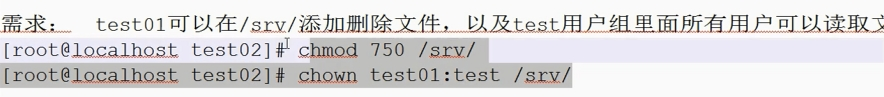 需求： test01可以在/srv/添加删除文件，以及test用户组里面所有用户可以读取文
[root@localhost test02]# chmod 750 /srv/
[root@localhost test02]# chown test01:test /srv/